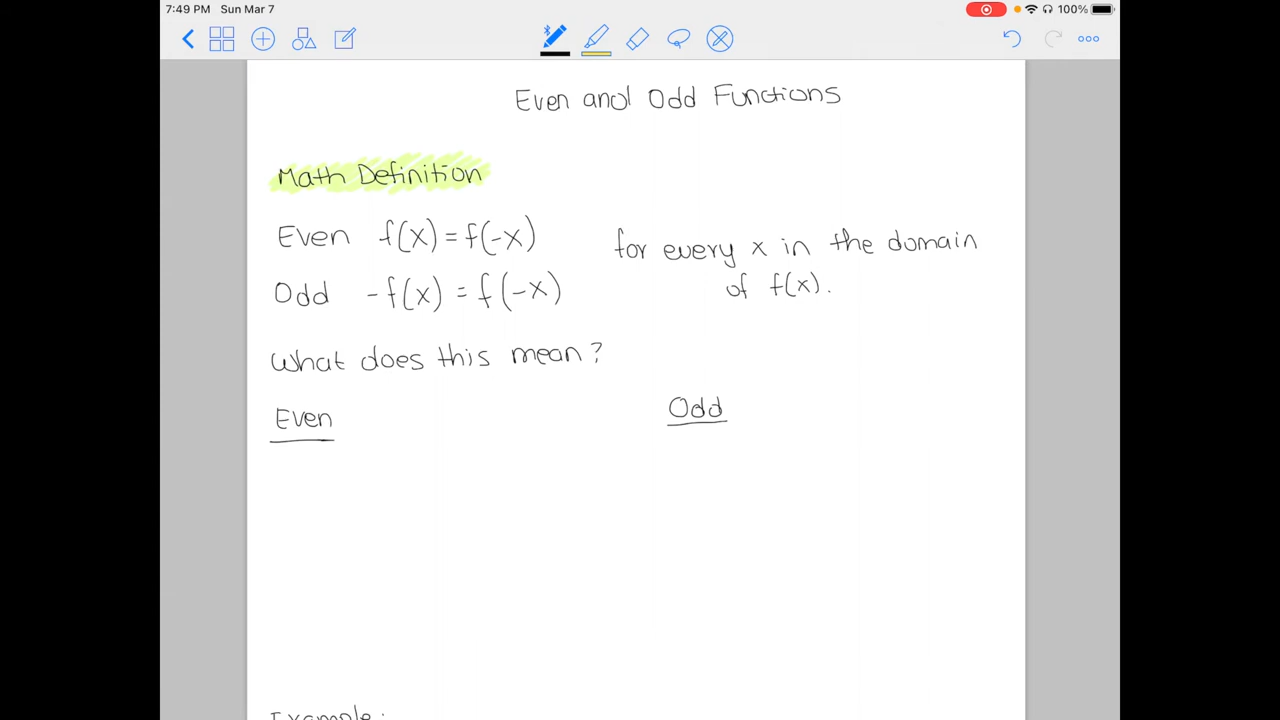 7:49 PM Sun Mar 7 100%
Even and Odd Functions
Math Definition
Even f(x) = f(-x) for every x in the domain
of f(x).
Odd -f(x) = f(-x)
What does this mean?
Even Odd
Example: